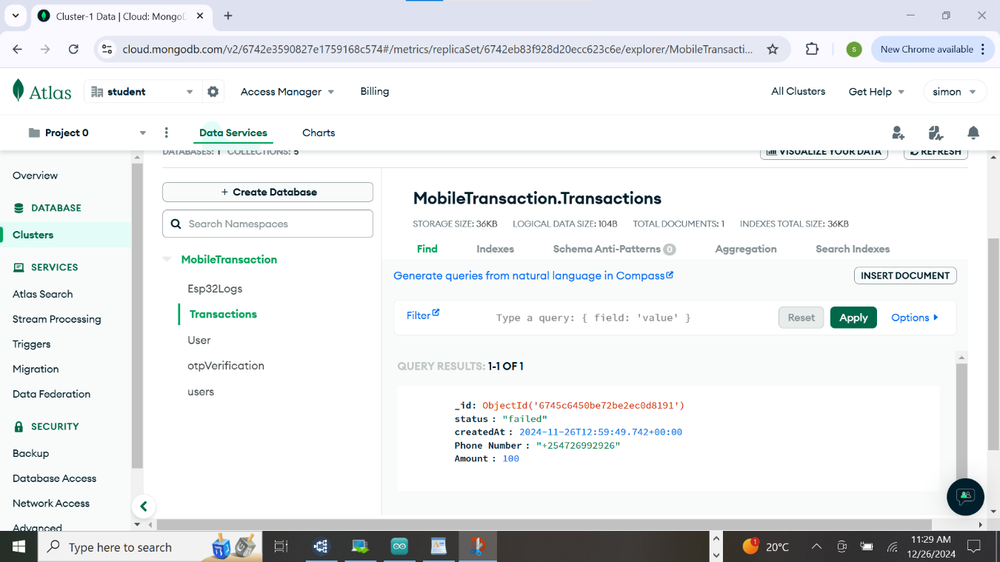 Cluster-1 Data | Cloud: MongoD
cloud.mongodb.com/v2/6742e3590827e1759168c574#/metrics/replicaSet/6742eb83f928d20ecc623c6e/explorer/MobileTransacti...
S
New Chrome available
Atlas
student
Access Manager
Billing
All Clusters
Get Help
simon
Project 0
Data Services
Charts
DATABASES: 1 COLLECTIONS: 5
VISUALIZE YOUR DATA
REFRESH
Overview
DATABASE
Clusters
SERVICES
Atlas Search
Stream Processing
Triggers
Migration
Data Federation
SECURITY
Backup
Database Access
Network Access
Advanced
+ Create Database
Search Namespaces
MobileTransaction
Esp32Logs
Transactions
User
otpVerification
users
MobileTransaction.Transactions
STORAGE SIZE: 36KB LOGICAL DATA SIZE: 104B TOTAL DOCUMENTS: 1 INDEXES TOTAL SIZE: 36KB
Find Indexes Schema Anti-Patterns 0 Aggregation Search Indexes
Generate queries from natural language in Compass
INSERT DOCUMENT
Filter
Type a query: { field: 'value' }
Reset
Apply
Options
QUERY RESULTS: 1-1 OF 1
_id: ObjectId('6745c6450be72be2ec0d8191')
status : "failed"
createdAt : 2024-11-26T12:59:49.742+00:00
Phone Number : "+254726992926"
Amount : 100
Type here to search
1
20°C
11:29 AM
12/26/2024